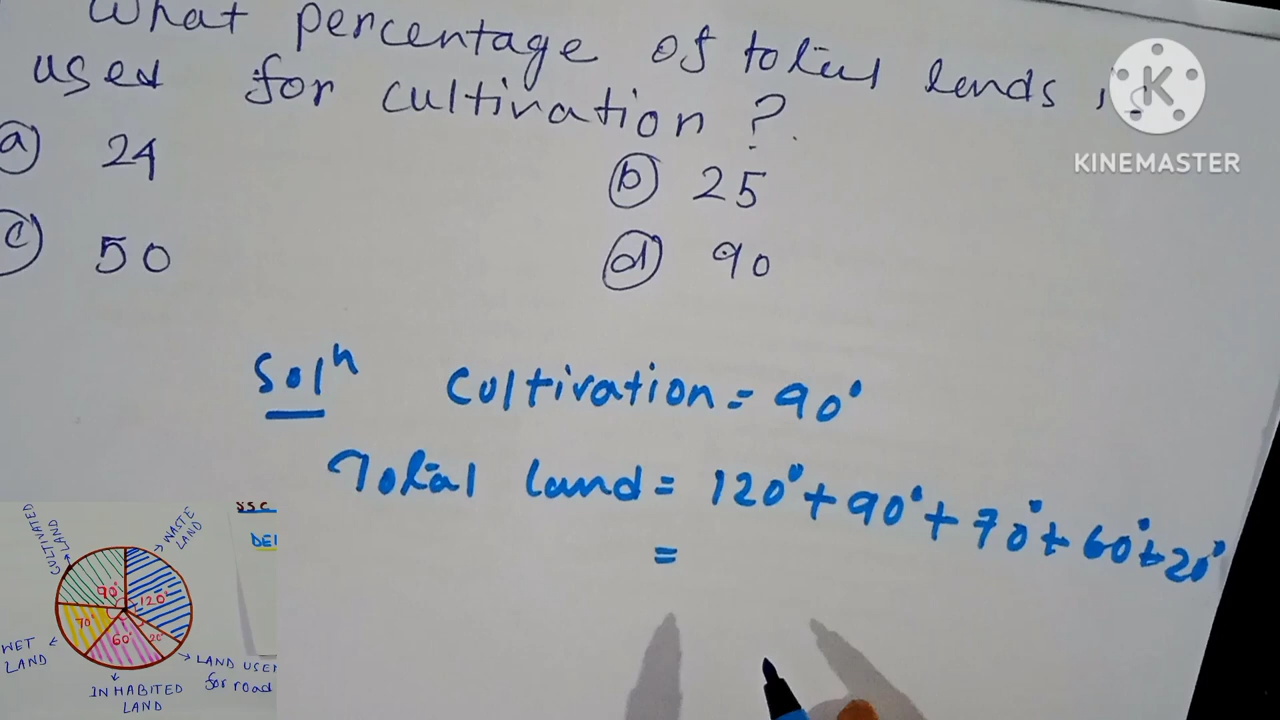 What percentage of total lands is
used for cultivation ?
a) 24
b) 25
c) 50
d) 90
Solⁿ Cultivation = 90°
Total land = 120° + 90° + 70° + 60° + 20°
=
KINEMASTER
CULTIVATED
LAND
WASTE
LAND
90°
120°
70°
60°
20°
WET
LAND
INHABITED
LAND
LAND USE
for road
SSC
DEI